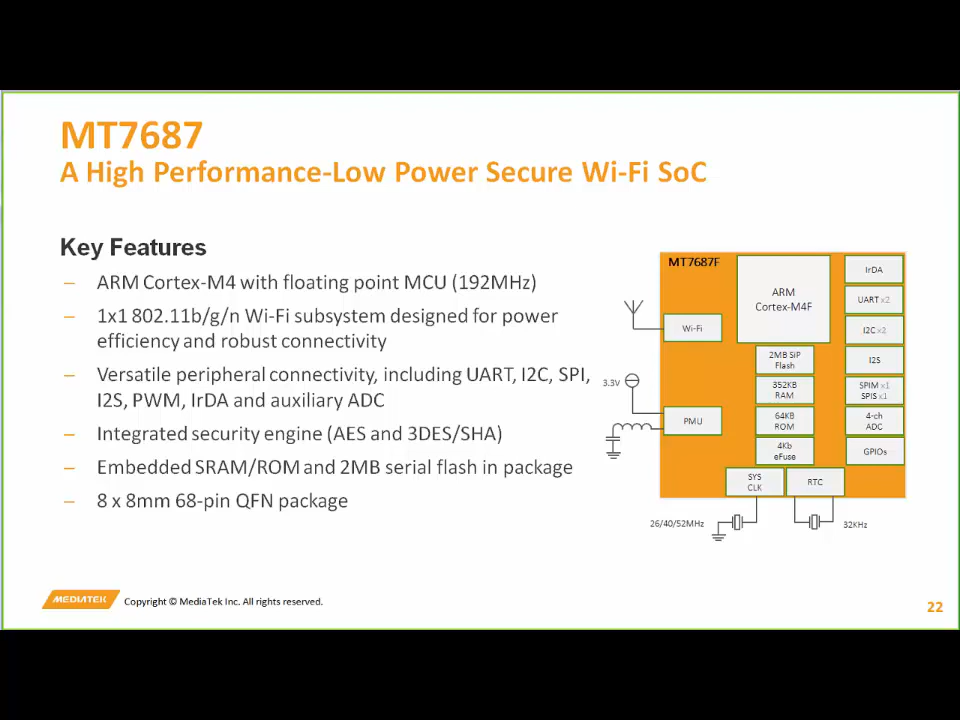 MT7687
A High Performance-Low Power Secure Wi-Fi SoC
Key Features
– ARM Cortex-M4 with floating point MCU (192MHz)
– 1x1 802.11b/g/n Wi-Fi subsystem designed for power
efficiency and robust connectivity
– Versatile peripheral connectivity, including UART, I2C, SPI,
I2S, PWM, IrDA and auxiliary ADC
– Integrated security engine (AES and 3DES/SHA)
– Embedded SRAM/ROM and 2MB serial flash in package
– 8 x 8mm 68-pin QFN package
MT7687F
ARM
Cortex-M4F
IrDA
UART x2
Wi-Fi
I2C x2
2MB SiP
Flash
I2S
3.3V
352KB
RAM
SPIM x1
SPIS x1
PMU
64KB
ROM
4-ch
ADC
4Kb
eFuse
GPIOs
SYS
CLK
RTC
26/40/52MHz
32KHz
MEDIATEK
Copyright © MediaTek Inc. All rights reserved.
22